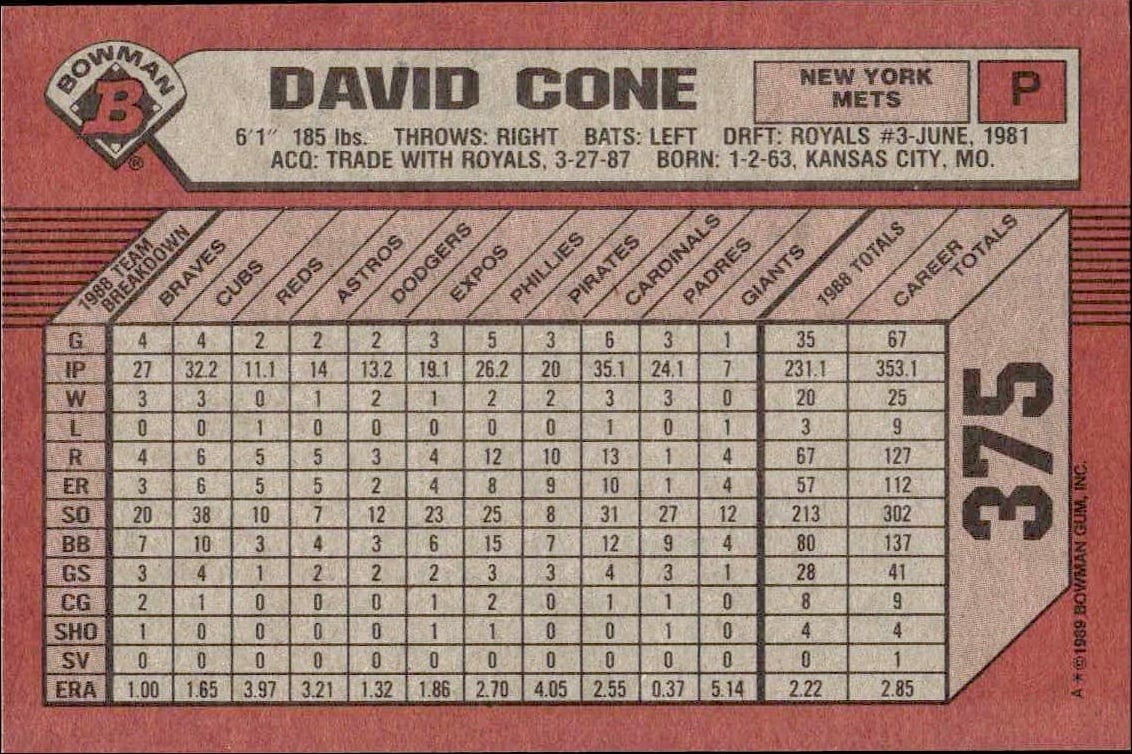 BOWMAN
B
®
DAVID CONE
NEW YORK
METS
P
6'1" 185 lbs. THROWS: RIGHT BATS: LEFT DRFT: ROYALS #3-JUNE, 1981
ACQ: TRADE WITH ROYALS, 3-27-87 BORN: 1-2-63, KANSAS CITY, MO.
1988 TEAM BREAKDOWN BRAVES CUBS REDS ASTROS DODGERS EXPOS PHILLIES PIRATES CARDINALS PADRES GIANTS 1988 TOTALS CAREER TOTALS
G 4 4 2 2 2 3 5 3 6 3 1 35 67
IP 27 32.2 11.1 14 13.2 19.1 26.2 20 35.1 24.1 7 231.1 353.1
W 3 3 0 1 2 1 2 2 3 3 0 20 25
L 0 0 1 0 0 0 0 0 1 0 1 3 9
R 4 6 5 5 3 4 12 10 13 1 4 67 127
ER 3 6 5 5 2 4 8 9 10 1 4 57 112
SO 20 38 10 7 12 23 25 8 31 27 12 213 302
BB 7 10 3 4 3 6 15 7 12 9 4 80 137
GS 3 4 1 2 2 2 3 3 4 3 1 28 41
CG 2 1 0 0 0 1 2 0 1 1 0 8 9
SHO 1 0 0 0 0 1 1 0 0 1 0 4 4
SV 0 0 0 0 0 0 0 0 0 0 0 0 1
ERA 1.00 1.65 3.97 3.21 1.32 1.86 2.70 4.05 2.55 0.37 5.14 2.22 2.85
375
A *©1989 BOWMAN GUM, INC.